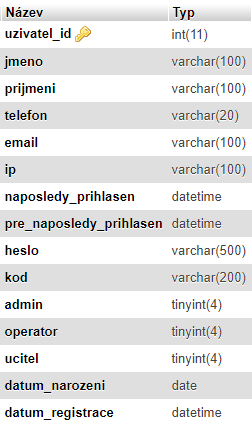 Název Typ
uzivatel_id int(11)
jmeno varchar(100)
prijmeni varchar(100)
telefon varchar(20)
email varchar(100)
ip varchar(100)
naposledy_prihlasen datetime
pre_naposledy_prihlasen datetime
heslo varchar(500)
kod varchar(200)
admin tinyint(4)
operator tinyint(4)
ucitel tinyint(4)
datum_narozeni date
datum_registrace datetime